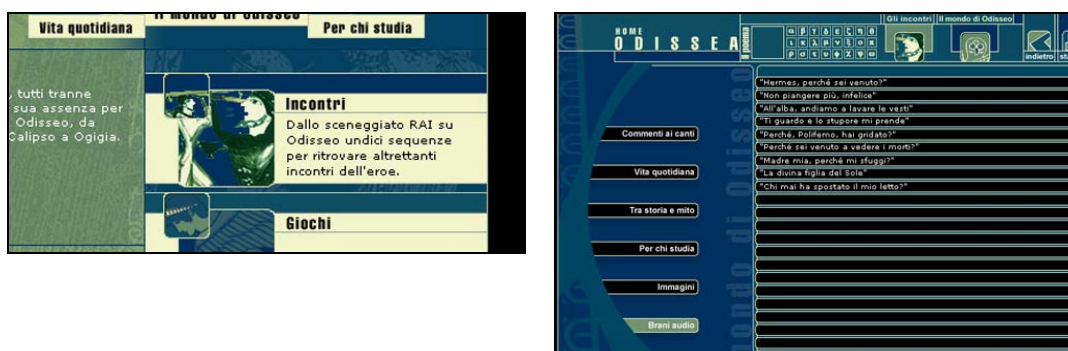 Il mondo di Odisseo
Vita quotidiana
Per chi studia
, tutti tranne
sua assenza per
Odisseo, da
Calipso a Ogigia.
Incontri
Dallo sceneggiato RAI su
Odisseo undici sequenze
per ritrovare altrettanti
incontri dell'eroe.
Giochi
HOME
ODISSEA
Il poema
α β γ δ ε ζ η θ
ι κ λ μ ν ξ ο π
ρ σ τ υ φ χ ψ ω
Gli incontri
Il mondo di Odisseo
indietro
Commenti ai canti
Vita quotidiana
Tra storia e mito
Per chi studia
Immagini
Brani audio
"Hermes, perché sei venuto?"
"Non piangere più, infelice"
"All'alba, andiamo a lavare le vesti"
"Ti guardo e lo stupore mi prende"
"Perché, Polifemo, hai gridato?"
"Perché sei venuto a vedere i morti?"
"Madre mia, perché mi sfuggi?"
"La divina figlia del Sole"
"Chi mai ha spostato il mio letto?"
mondo di Odisseo